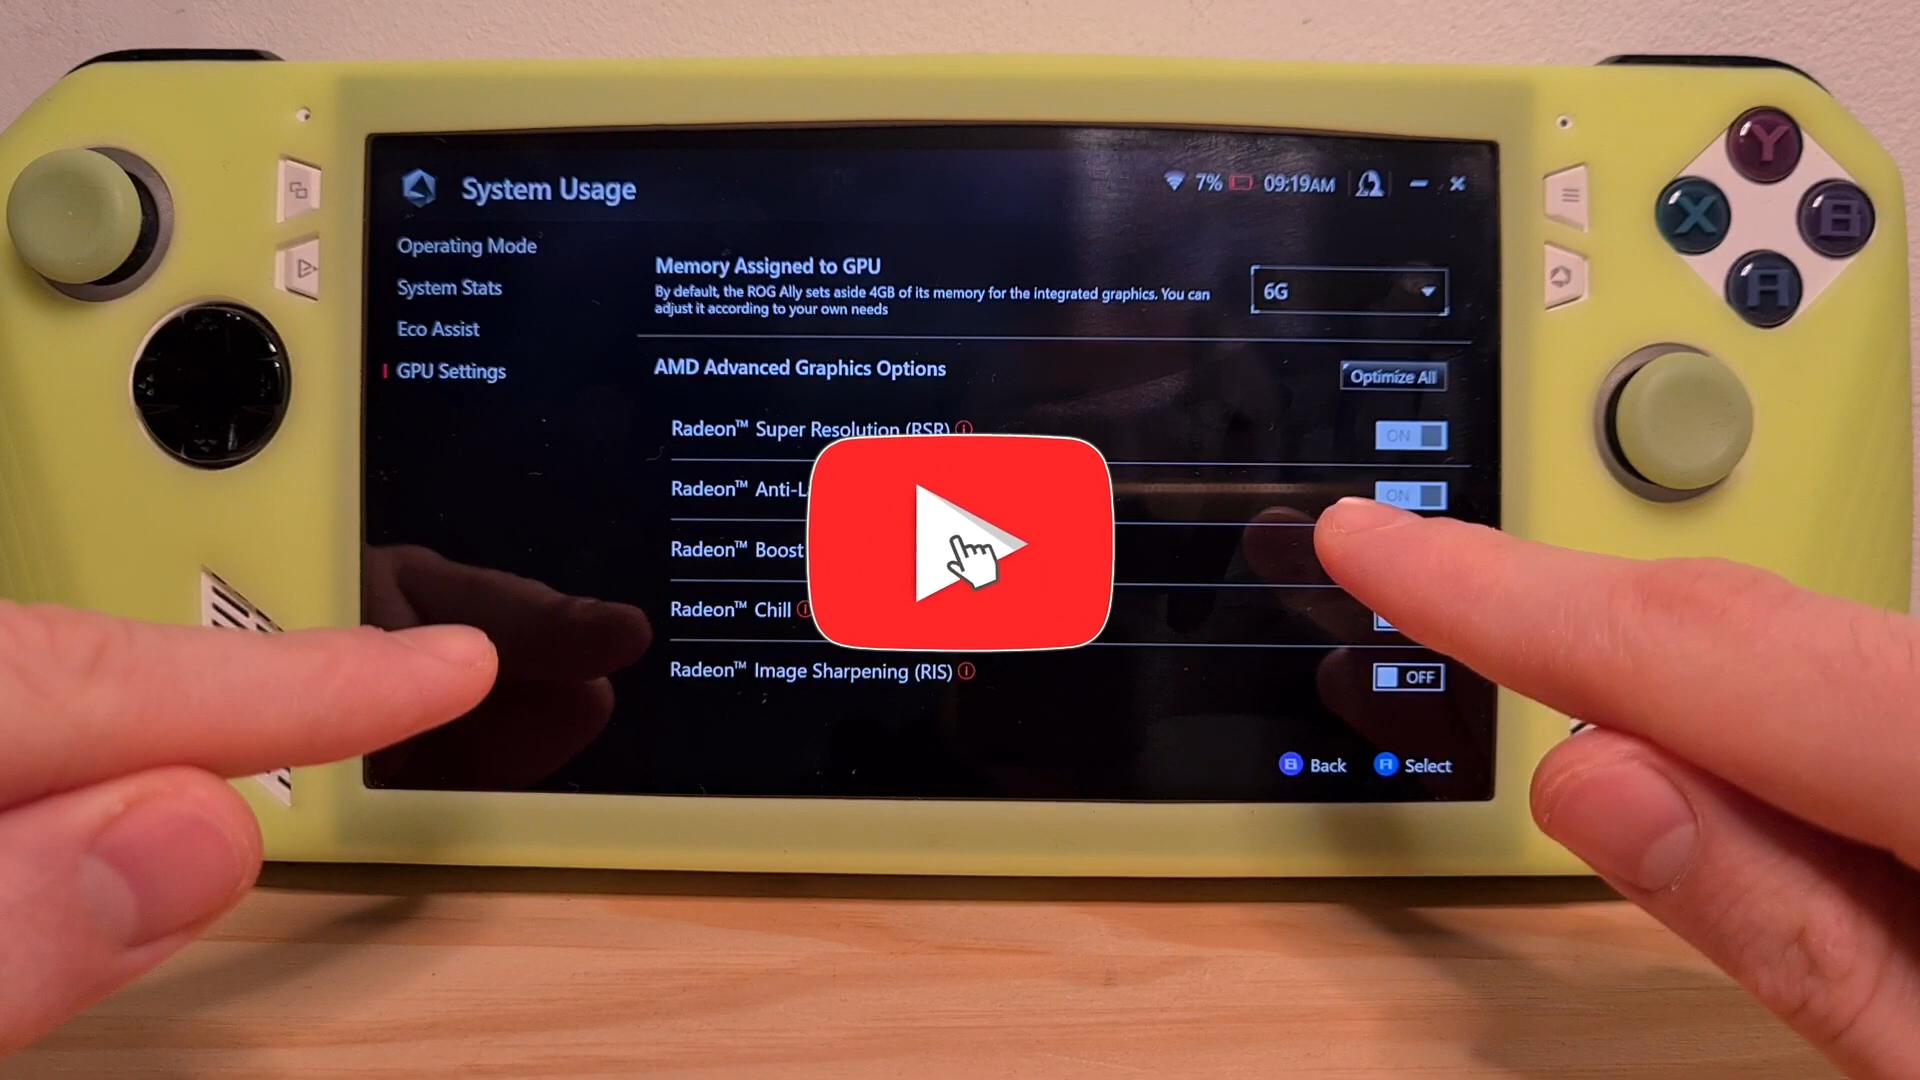 System Usage
7% 09:19AM
Operating Mode
System Stats
Eco Assist
GPU Settings
Memory Assigned to GPU
By default, the ROG Ally sets aside 4GB of its memory for the integrated graphics. You can
adjust it according to your own needs
6G
AMD Advanced Graphics Options
Optimize All
Radeon™ Super Resolution (RSR)
ON
Radeon™ Anti-L
ON
Radeon™ Boost
Radeon™ Chill
Radeon™ Image Sharpening (RIS)
OFF
B Back
A Select
Y
X
B
A